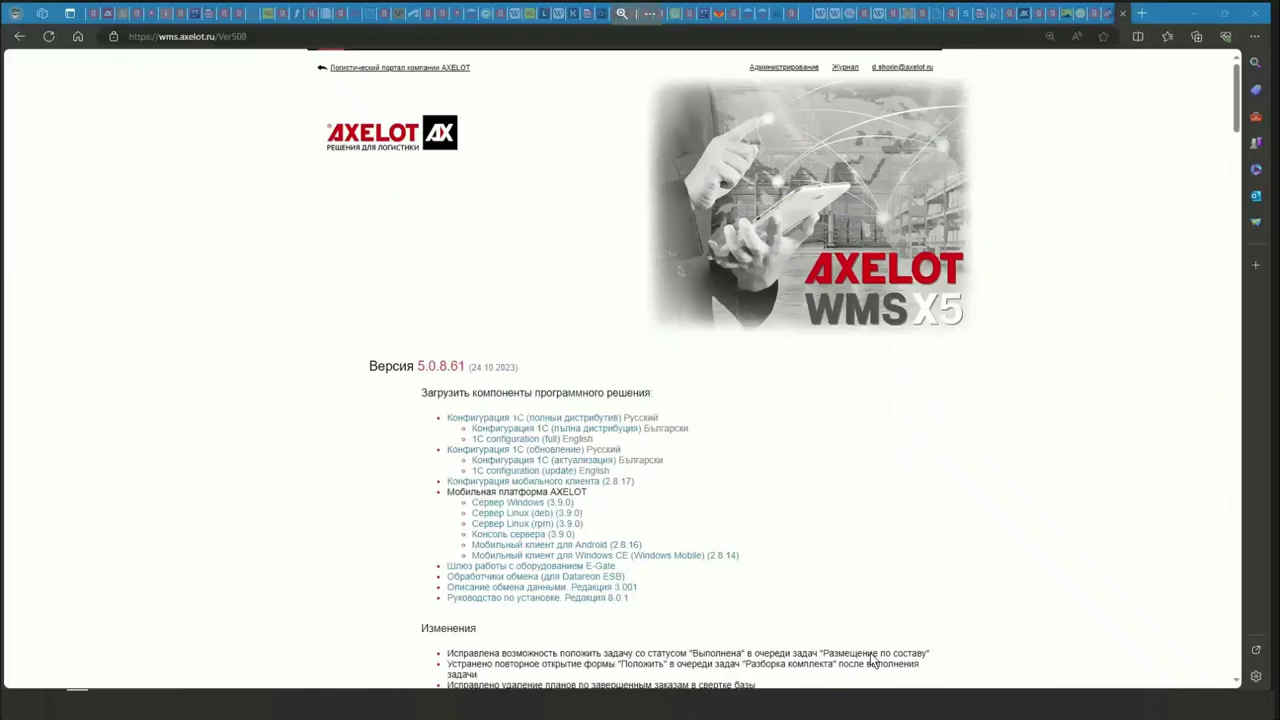 https://wms.axelot.ru/Ver508
Логистический портал компании AXELOT
Администрирование
Журнал
d.shorin@axelot.ru
AXELOT AX
РЕШЕНИЯ ДЛЯ ЛОГИСТИКИ
AXELOT
WMS X5
Версия 5.0.8.61 (24.10.2023)
Загрузить компоненты программного решения:
Конфигурация 1С (полный дистрибутив) Русский
Конфигурация 1С (пълна дистрибуция) Български
1C configuration (full) English
Конфигурация 1С (обновление) Русский
Конфигурация 1С (актуализация) Български
1C configuration (update) English
Конфигурация мобильного клиента (2.8.17)
Мобильная платформа AXELOT
Сервер Windows (3.9.0)
Сервер Linux (deb) (3.9.0)
Сервер Linux (rpm) (3.9.0)
Консоль сервера (3.9.0)
Мобильный клиент для Android (2.8.16)
Мобильный клиент для Windows CE (Windows Mobile) (2.8.14)
Шлюз работы с оборудованием E-Gate
Обработчики обмена (для Datareon ESB)
Описание обмена данными. Редакция 3.001
Руководство по установке. Редакция 8.0.1
Изменения
Исправлена возможность положить задачу со статусом "Выполнена" в очереди задач "Размещение по составу"
Устранено повторное открытие формы "Положить" в очереди задач "Разборка комплекта" после выполнения
задачи
Исправлено удаление планов по завершенным заказам в свертке базы